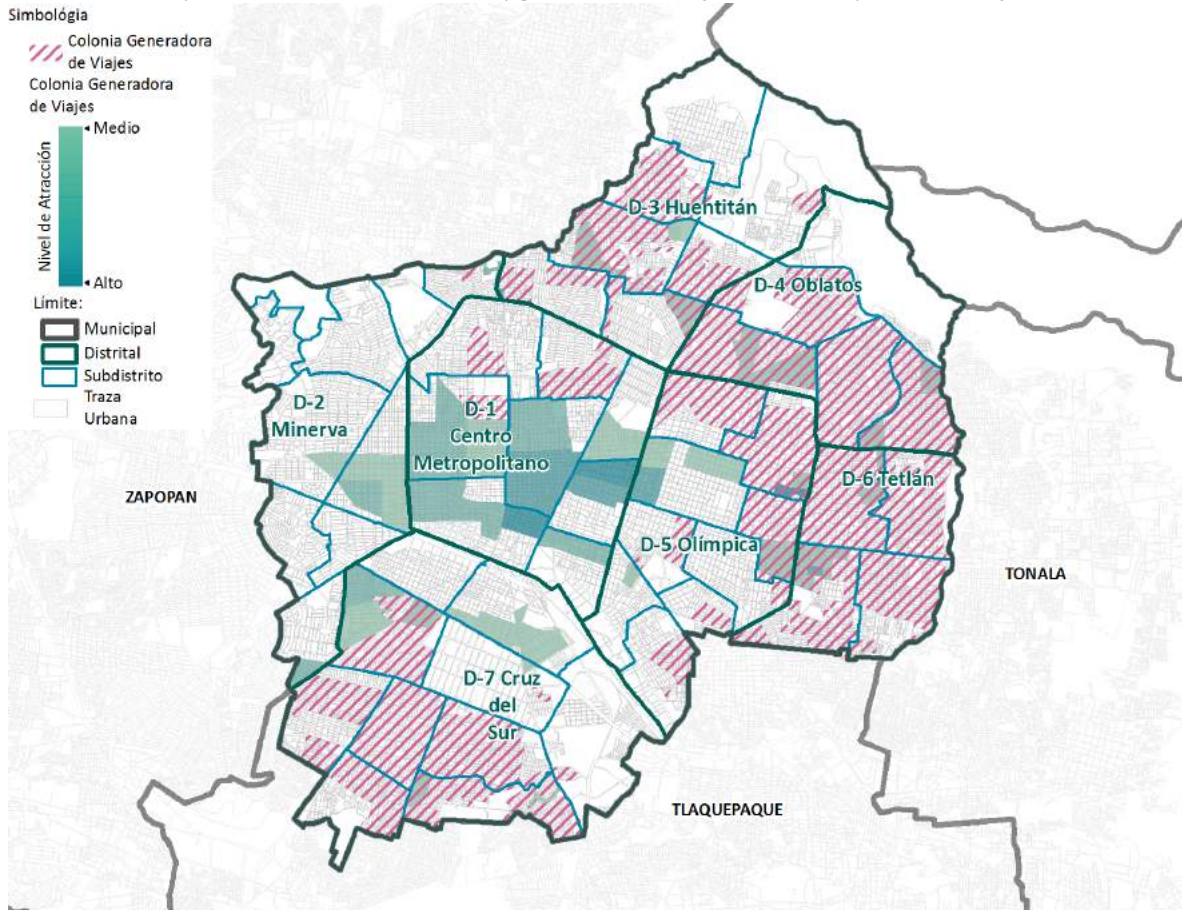 Simbológia
Colonia Generadora
de Viajes
Colonia Generadora
de Viajes
Medio
Nivel de Atracción
Alto
Límite:
Municipal
Distrital
Subdistrito
Traza
Urbana
D-3 Huentitán
D-4 Oblatos
D-2
Minerva
D-1
Centro
Metropolitano
D-6 Tetlán
ZAPOPAN
D-5 Olímpica
TONALA
D-7 Cruz
del
Sur
TLAQUEPAQUE